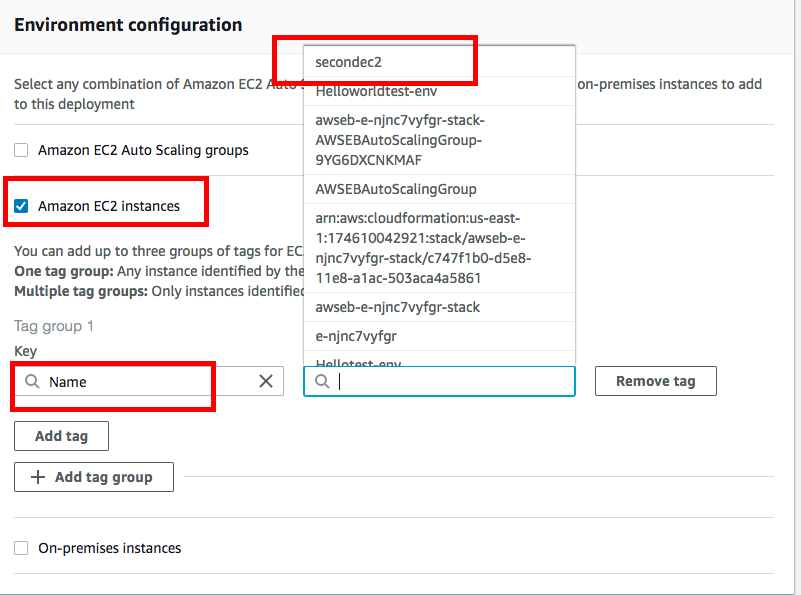 Environment configuration
Select any combination of Amazon EC2 Auto
on-premises instances to add
to this deployment
Amazon EC2 Auto Scaling groups
Amazon EC2 instances
You can add up to three groups of tags for EC
One tag group: Any instance identified by the
Multiple tag groups: Only instances identified
Tag group 1
Key
Name
secondec2
Helloworldtest-env
awseb-e-njnc7vyfgr-stack-
AWSEBAutoScalingGroup-
9YG6DXCNKMAF
AWSEBAutoScalingGroup
arn:aws:cloudformation:us-east-
1:174610042921:stack/awseb-e-
njnc7vyfgr-stack/c747f1b0-d5e8-
11e8-a1ac-503aca4a5861
awseb-e-njnc7vyfgr-stack
e-njnc7vyfgr
Hellotest-env
Remove tag
Add tag
Add tag group
On-premises instances